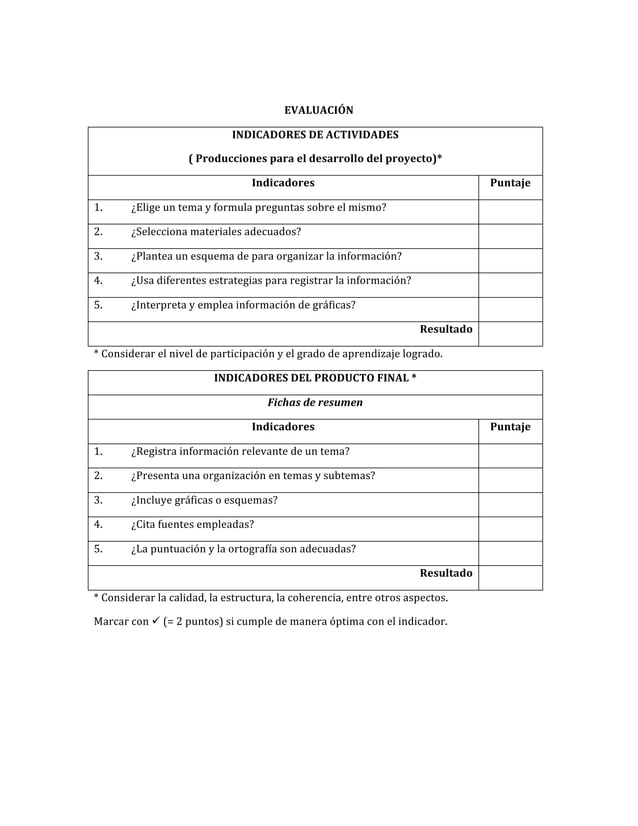 EVALUACIÓN
INDICADORES DE ACTIVIDADES
( Producciones para el desarrollo del proyecto)*
Indicadores Puntaje
1. ¿Elige un tema y formula preguntas sobre el mismo?
2. ¿Selecciona materiales adecuados?
3. ¿Plantea un esquema de para organizar la información?
4. ¿Usa diferentes estrategias para registrar la información?
5. ¿Interpreta y emplea información de gráficas?
Resultado
* Considerar el nivel de participación y el grado de aprendizaje logrado.
INDICADORES DEL PRODUCTO FINAL *
Fichas de resumen
Indicadores Puntaje
1. ¿Registra información relevante de un tema?
2. ¿Presenta una organización en temas y subtemas?
3. ¿Incluye gráficas o esquemas?
4. ¿Cita fuentes empleadas?
5. ¿La puntuación y la ortografía son adecuadas?
Resultado
* Considerar la calidad, la estructura, la coherencia, entre otros aspectos.
Marcar con ✓ (= 2 puntos) si cumple de manera óptima con el indicador.